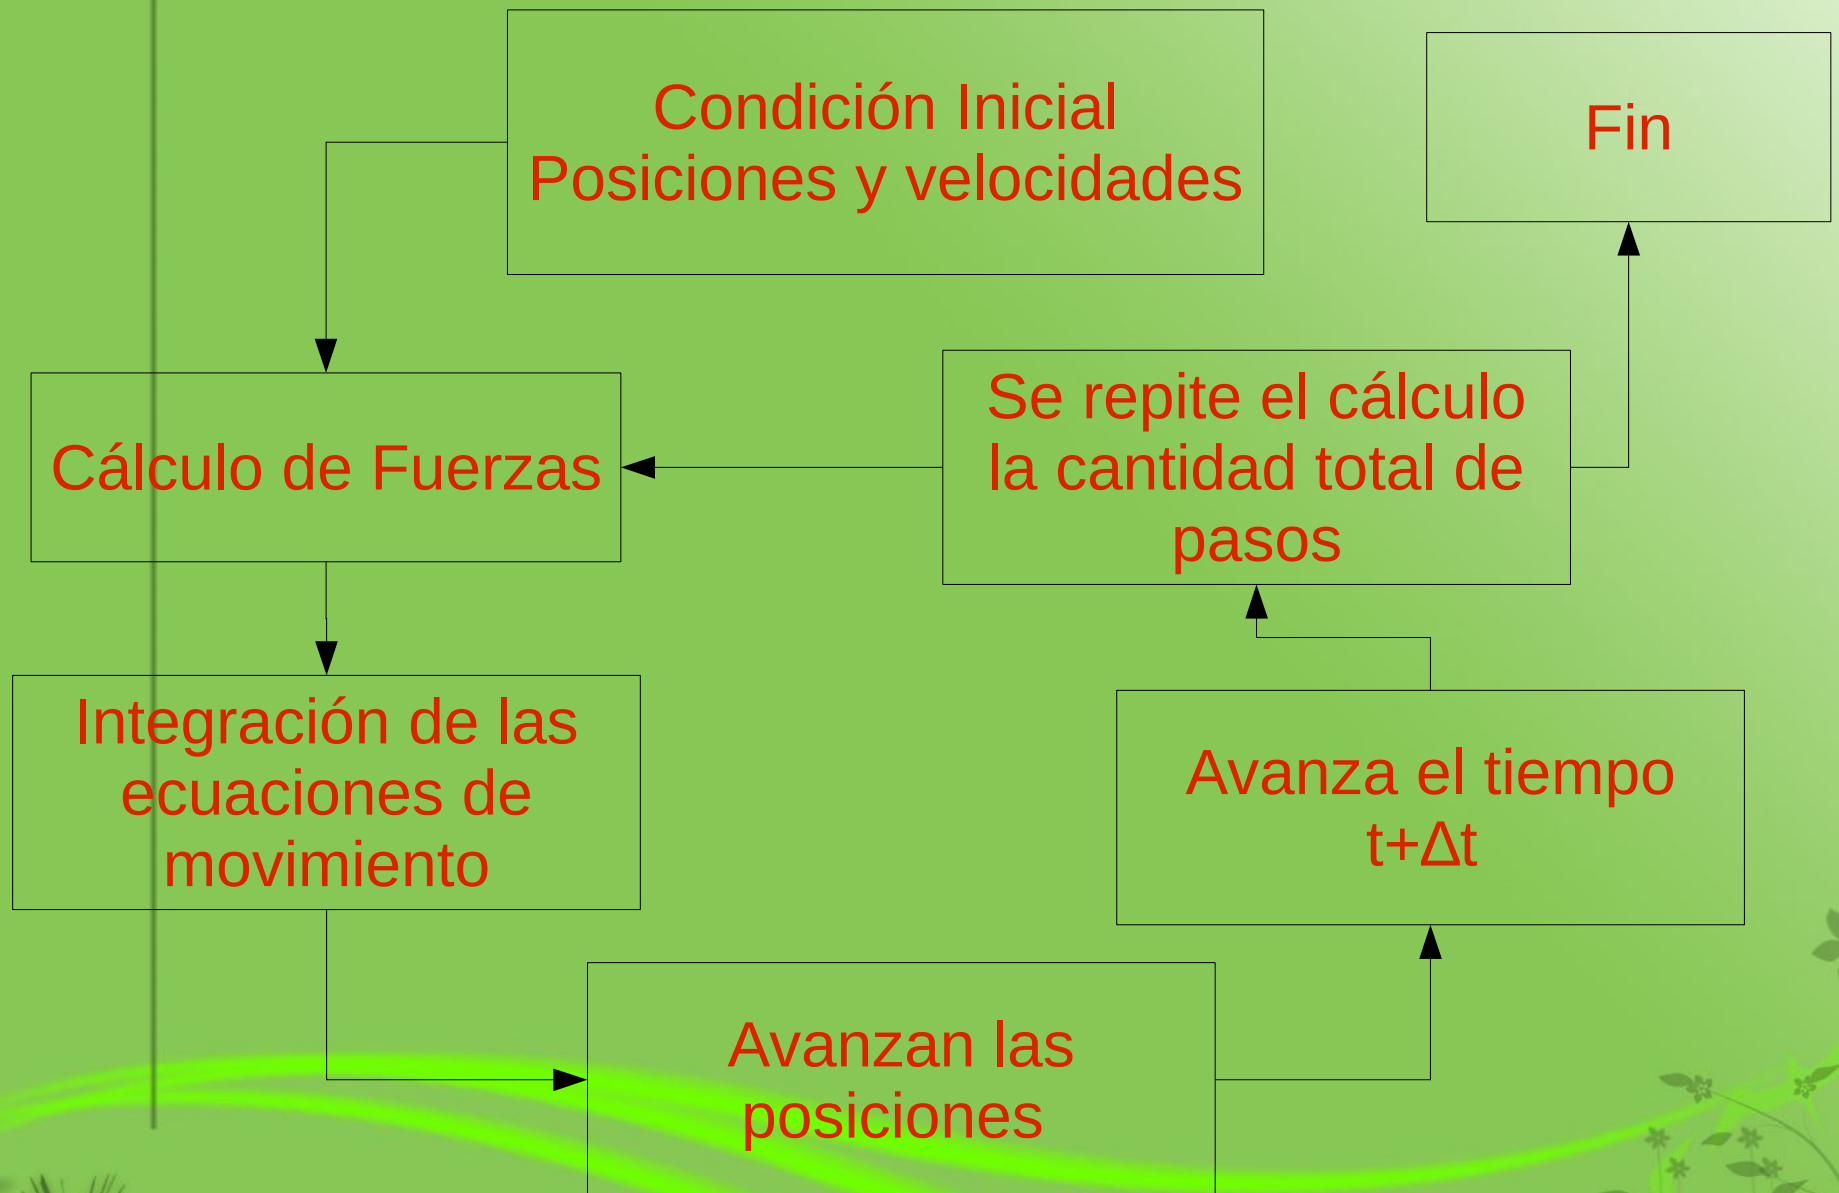 Condición Inicial
Posiciones y velocidades
Fin
Cálculo de Fuerzas
Se repite el cálculo
la cantidad total de
pasos
Integración de las
ecuaciones de
movimiento
Avanza el tiempo
t+Δt
Avanzan las
posiciones